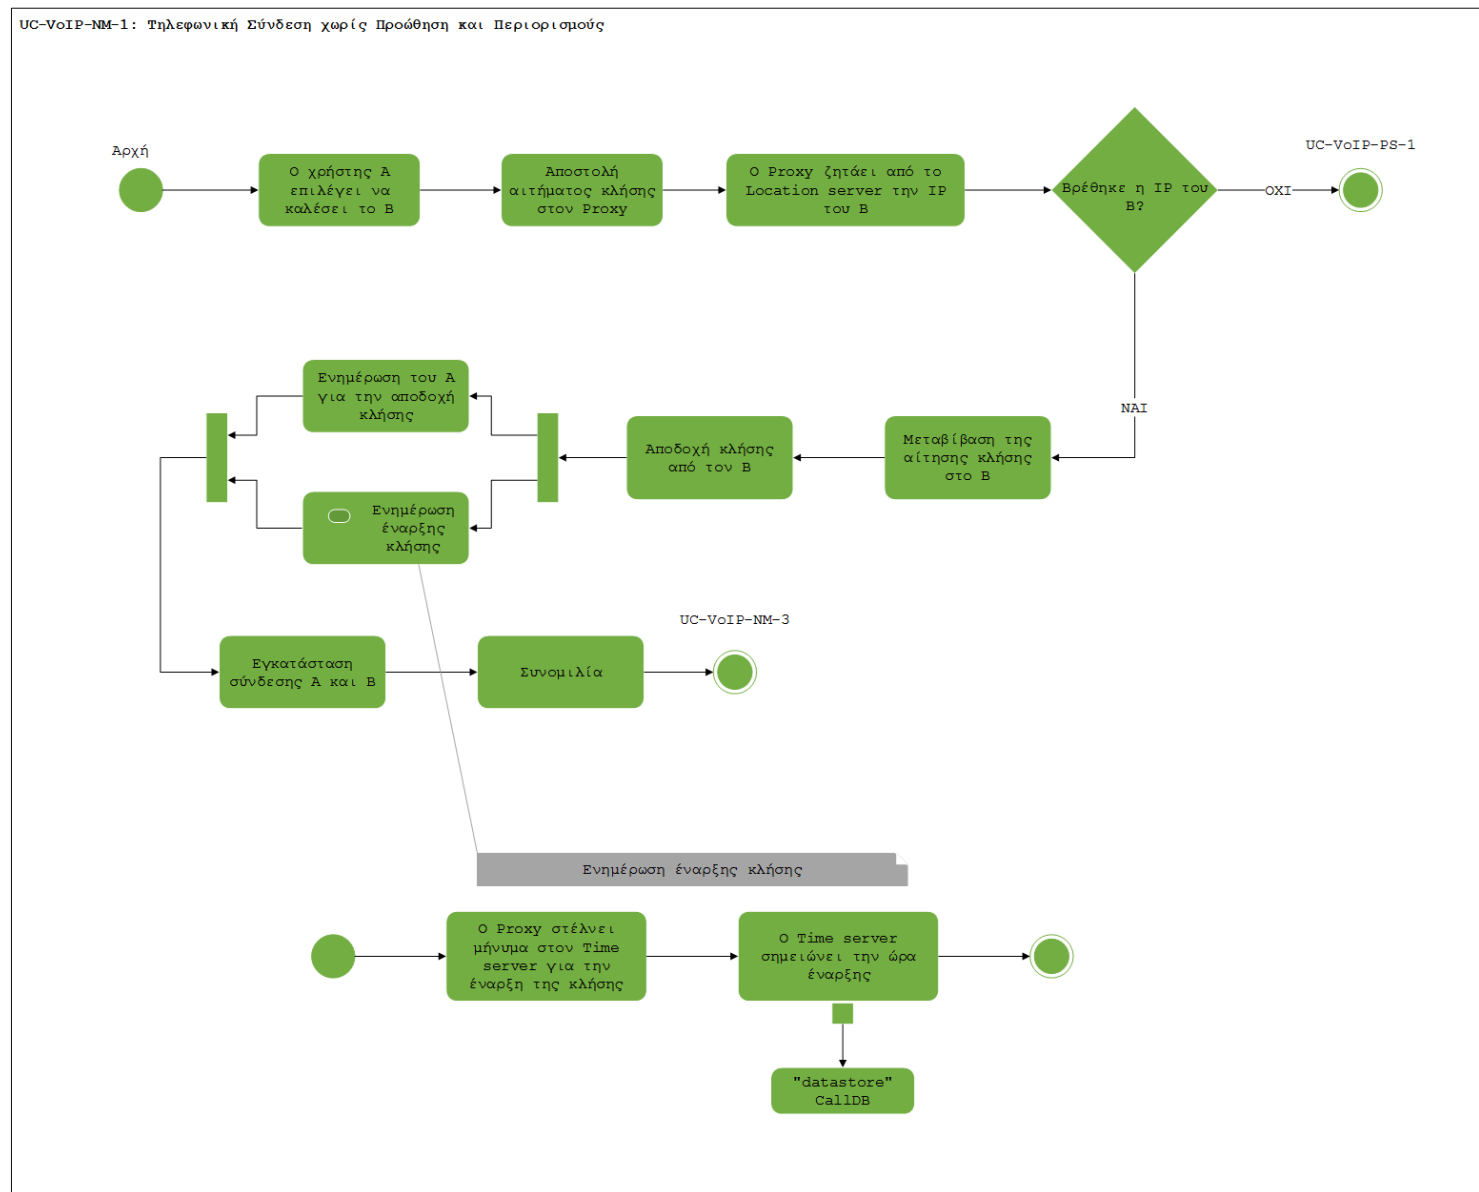 UC-VoIP-NM-1: Τηλεφωνική Σύνδεση χωρίς Προώθηση και Περιορισμούς
Αρχή
Ο χρήστης Α
επιλέγει να
καλέσει το Β
Αποστολή
αιτήματος κλήσης
στον Proxy
Ο Proxy ζητάει από το
Location server την IP
του Β
Βρέθηκε η IP του
Β?
ΟΧΙ
UC-VoIP-PS-1
ΝΑΙ
Μεταβίβαση της
αίτησης κλήσης
στο Β
Αποδοχή κλήσης
από τον Β
Ενημέρωση του Α
για την αποδοχή
κλήσης
Ενημέρωση
έναρξης
κλήσης
Εγκατάσταση
σύνδεσης Α και Β
Συνομιλία
UC-VoIP-NM-3
Ενημέρωση έναρξης κλήσης
Ο Proxy στέλνει
μήνυμα στον Time
server για την
έναρξη της κλήσης
Ο Time server
σημειώνει την ώρα
έναρξης
"datastore"
CallDB